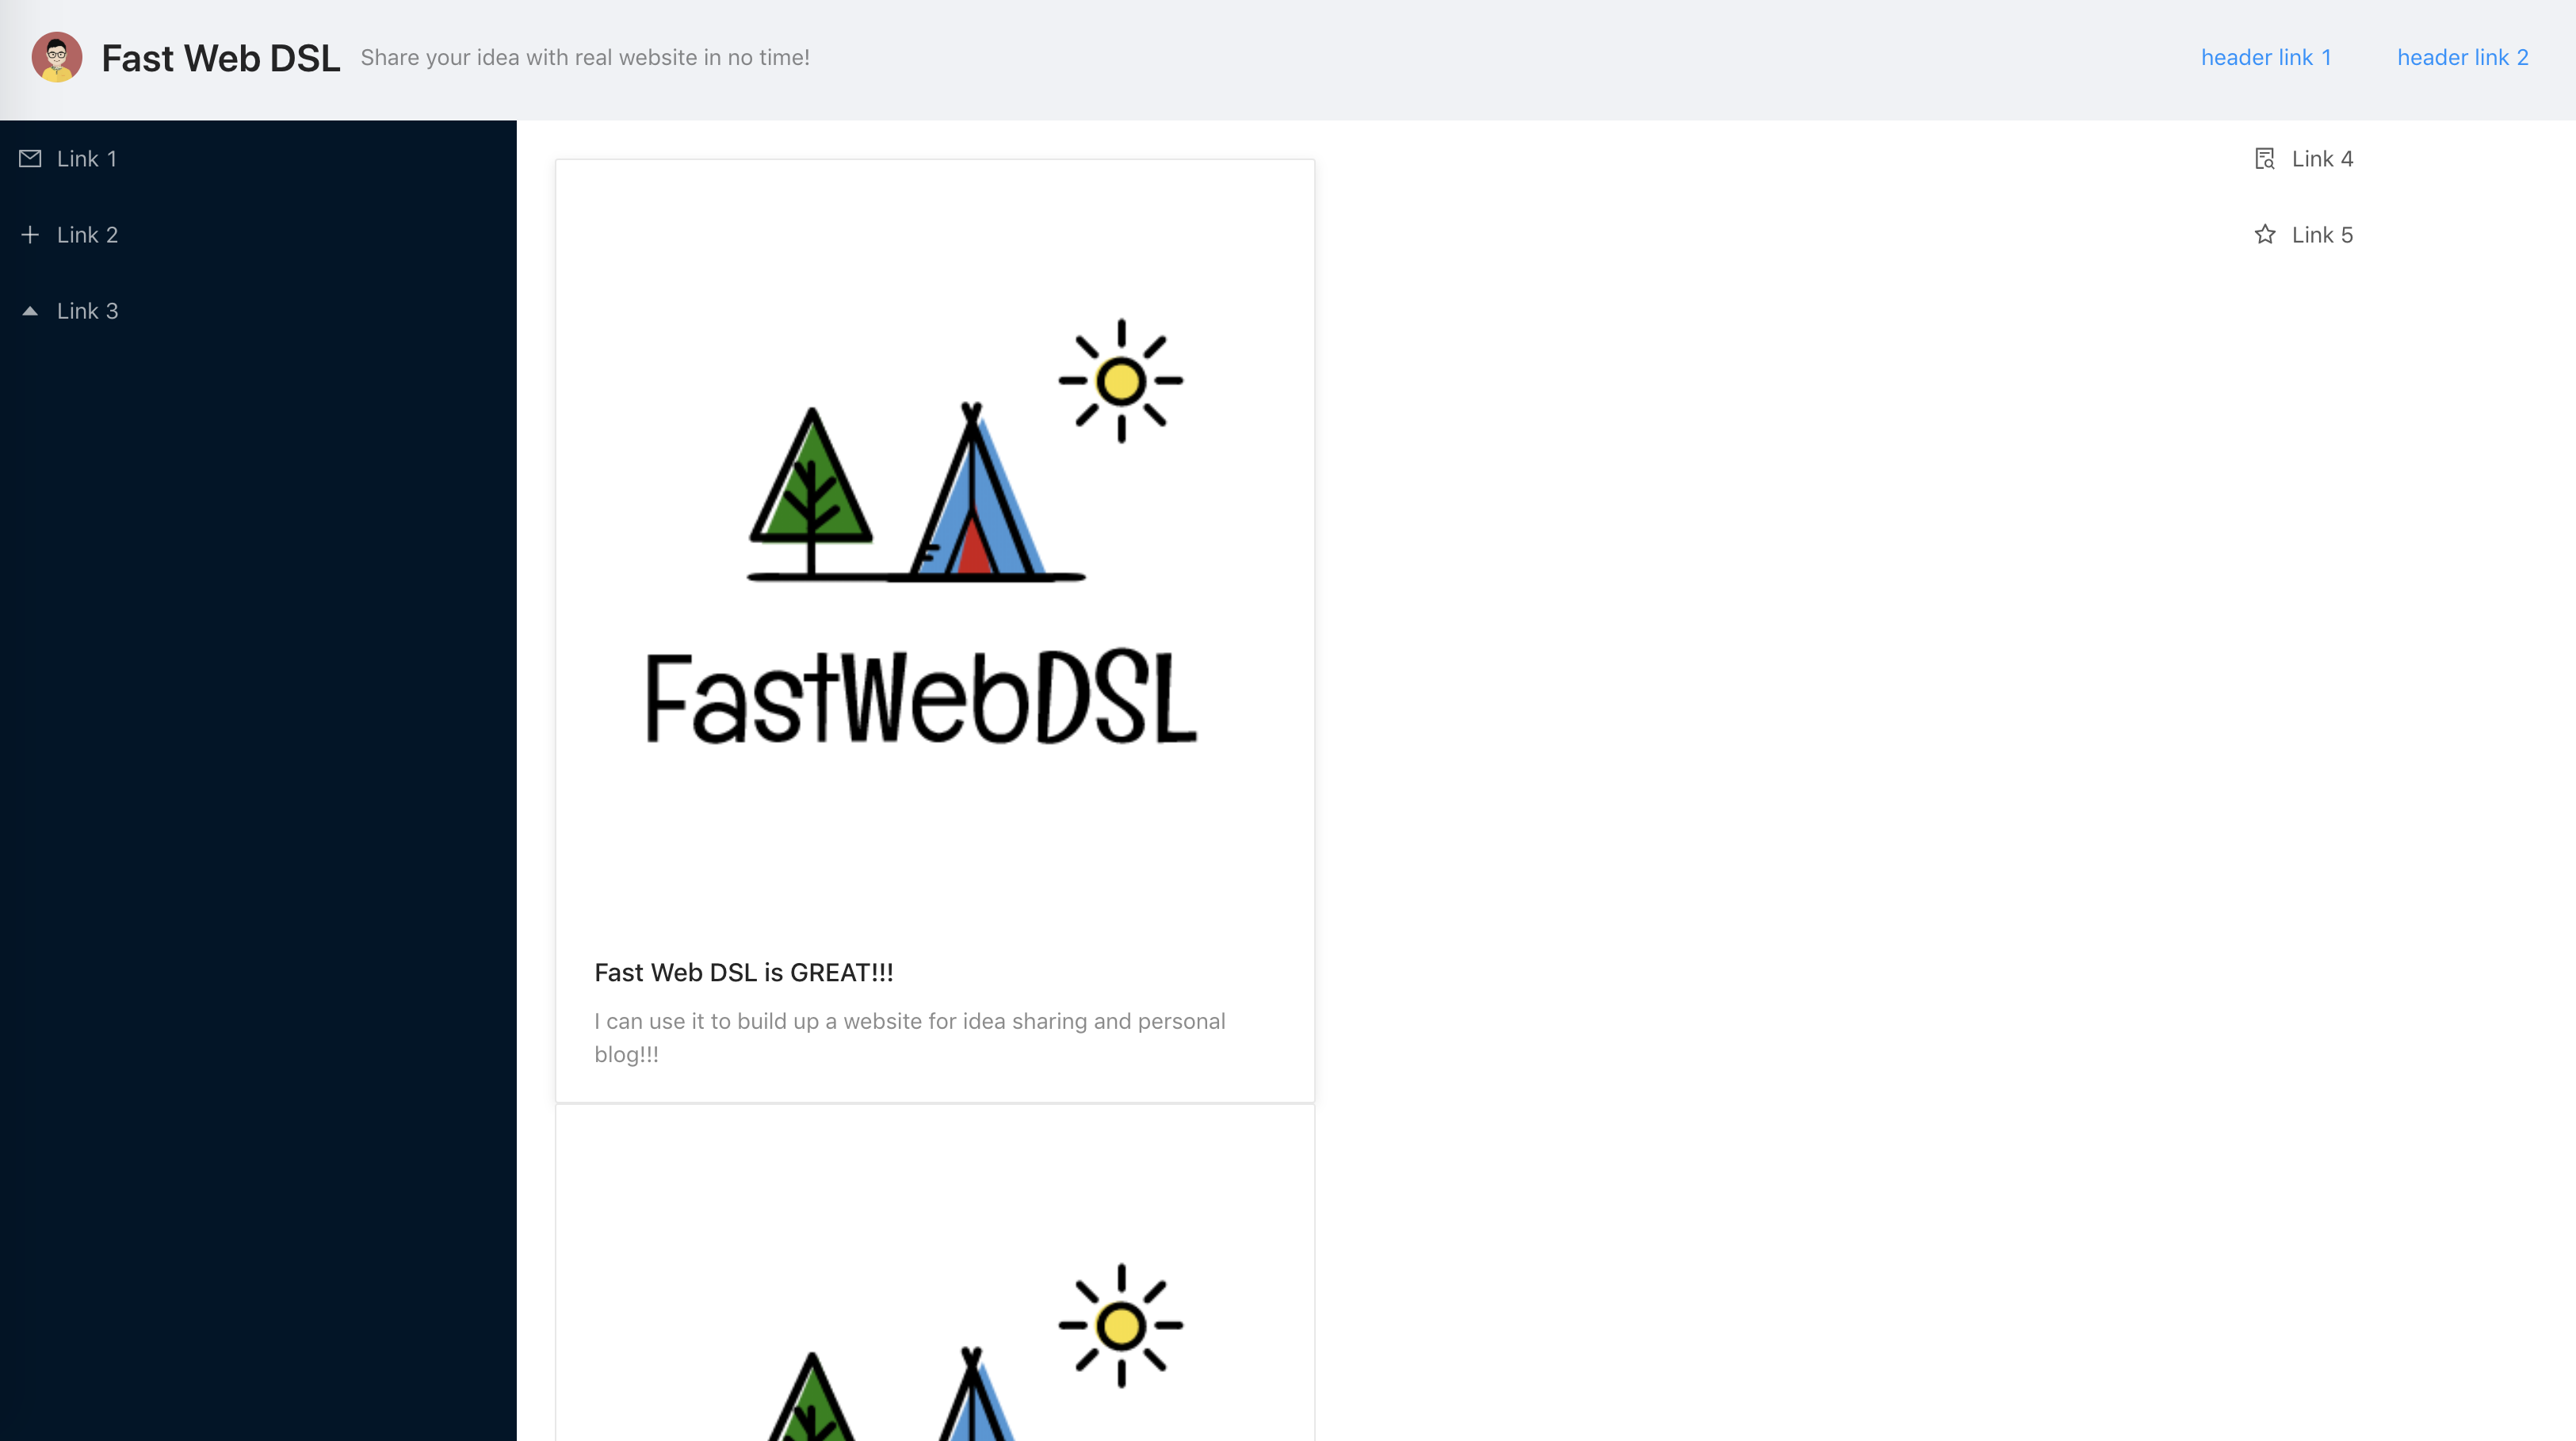 Fast Web DSL
Share your idea with real website in no time!
header link 1
header link 2
Link 1
Link 2
Link 3
FastWebDSL
Fast Web DSL is GREAT!!!
I can use it to build up a website for idea sharing and personal
blog!!!
Link 4
Link 5